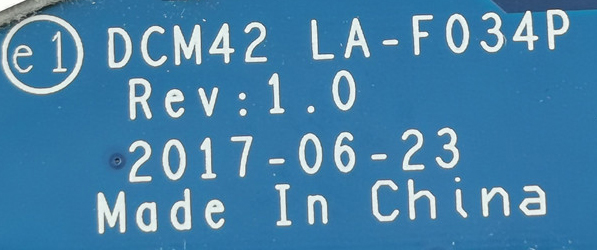 e1 DCM42 LA-F034P
Rev:1.0
2017-06-23
Made In China